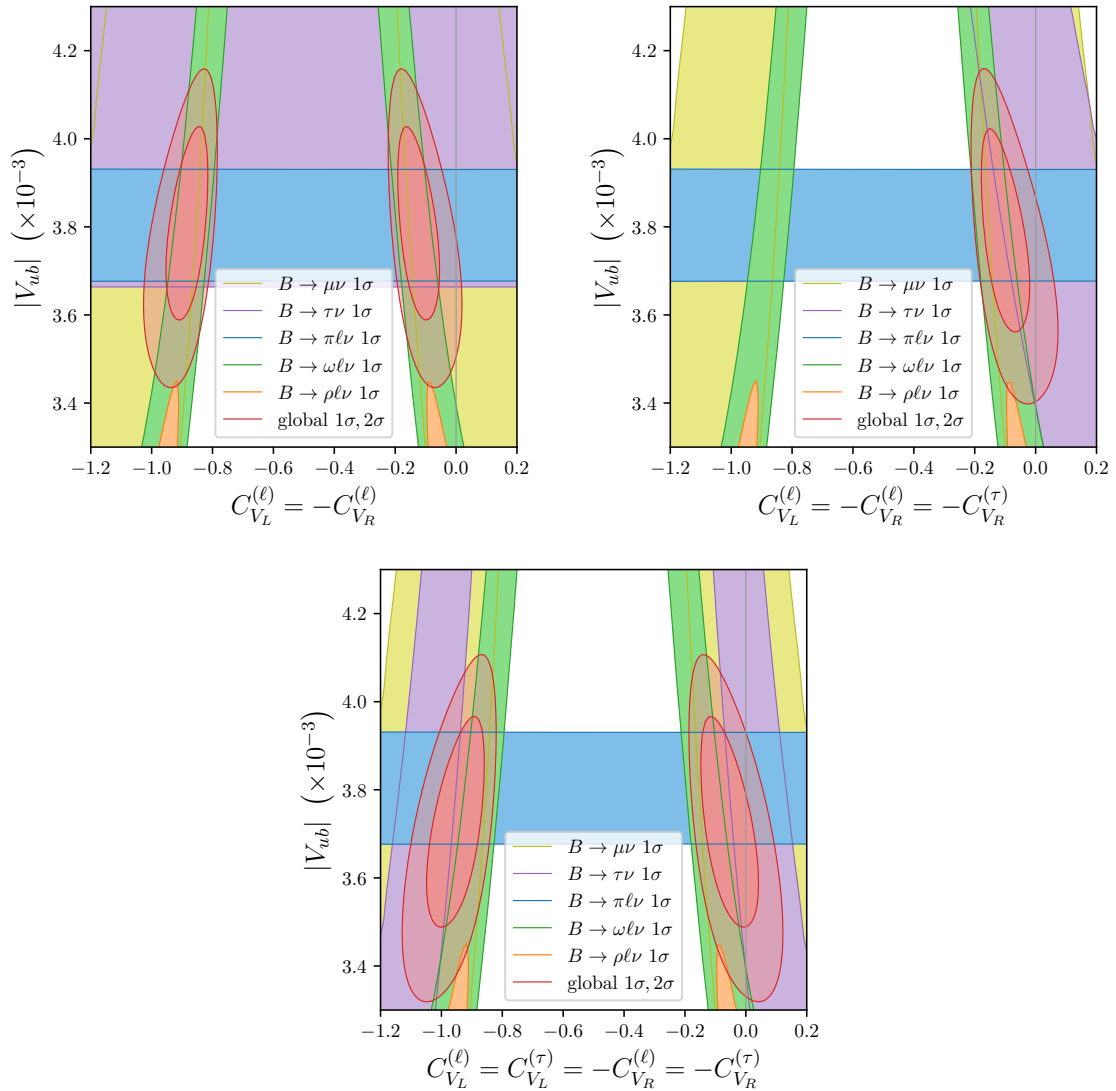 4.2
4.0
3.8
3.6
3.4
|V_{ub}| (×10^{−3})
B → μν 1σ
B → τν 1σ
B → πℓν 1σ
B → ωℓν 1σ
B → ρℓν 1σ
global 1σ, 2σ
−1.2 −1.0 −0.8 −0.6 −0.4 −0.2 0.0 0.2
C_{V_L}^{(ℓ)} = −C_{V_R}^{(ℓ)}
4.2
4.0
3.8
3.6
3.4
|V_{ub}| (×10^{−3})
B → μν 1σ
B → τν 1σ
B → πℓν 1σ
B → ωℓν 1σ
B → ρℓν 1σ
global 1σ, 2σ
−1.2 −1.0 −0.8 −0.6 −0.4 −0.2 0.0 0.2
C_{V_L}^{(ℓ)} = −C_{V_R}^{(ℓ)} = −C_{V_R}^{(τ)}
4.2
4.0
3.8
3.6
3.4
|V_{ub}| (×10^{−3})
B → μν 1σ
B → τν 1σ
B → πℓν 1σ
B → ωℓν 1σ
B → ρℓν 1σ
global 1σ, 2σ
−1.2 −1.0 −0.8 −0.6 −0.4 −0.2 0.0 0.2
C_{V_L}^{(ℓ)} = C_{V_L}^{(τ)} = −C_{V_R}^{(ℓ)} = −C_{V_R}^{(τ)}